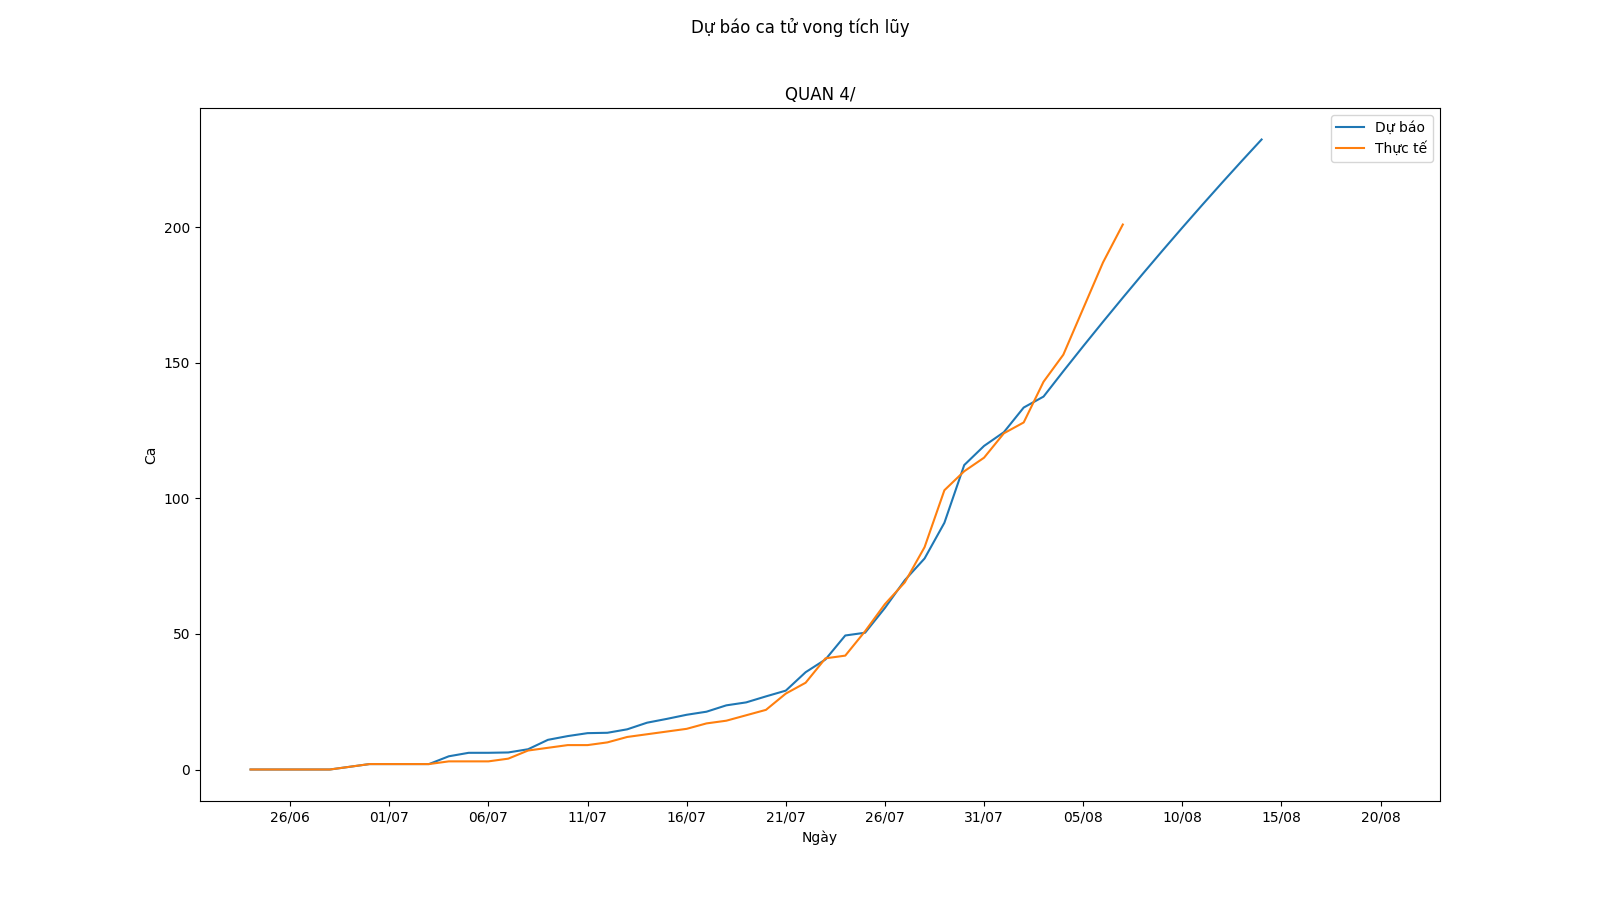 Dự báo ca tử vong tích lũy
QUAN 4/
Dự báo
Thực tế
200
150
100
50
0
Ca
26/06 01/07 06/07 11/07 16/07 21/07 26/07 31/07 05/08 10/08 15/08 20/08
Ngày